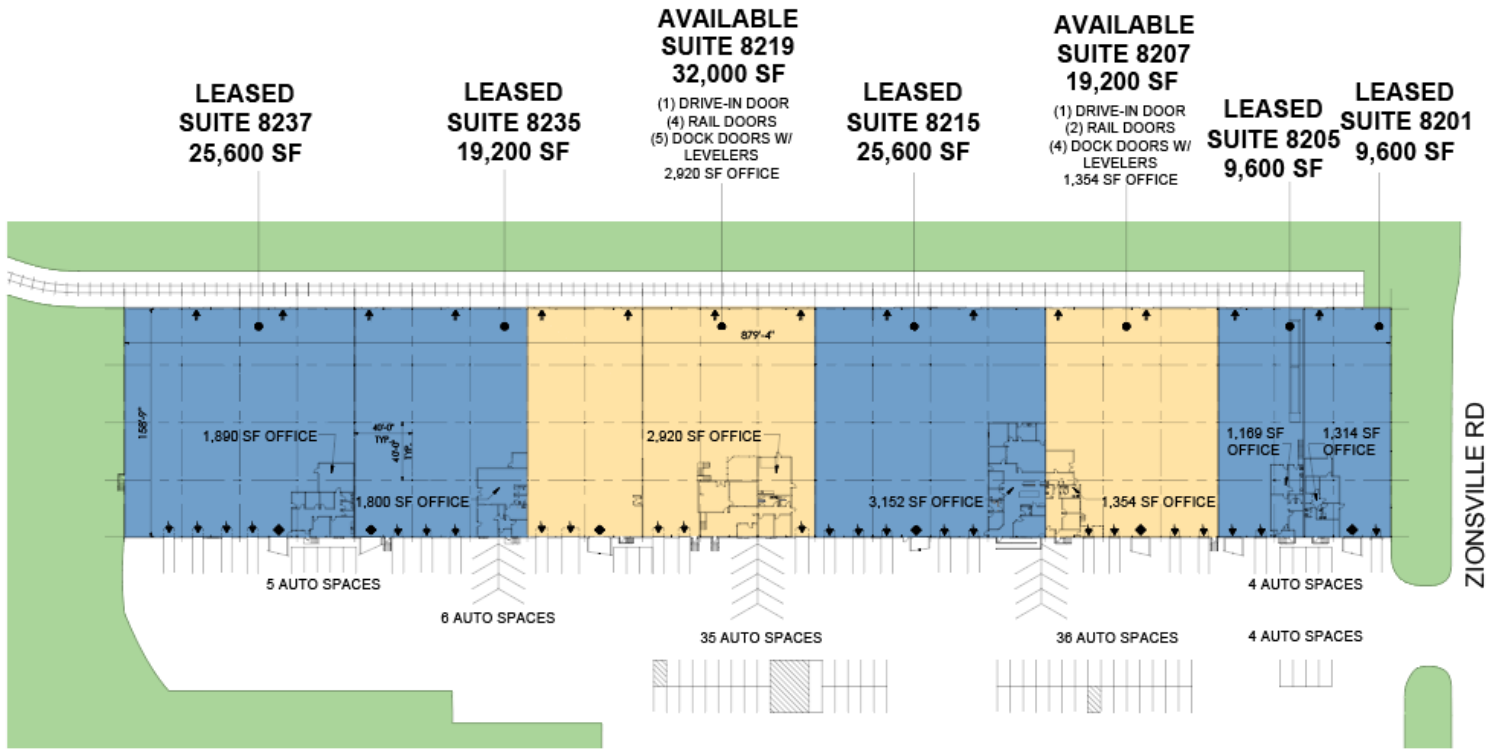 LEASED
SUITE 8237
25,600 SF
LEASED
SUITE 8235
19,200 SF
AVAILABLE
SUITE 8219
32,000 SF
(1) DRIVE-IN DOOR
(4) RAIL DOORS
(5) DOCK DOORS W/
LEVELERS
2,920 SF OFFICE
LEASED
SUITE 8215
25,600 SF
AVAILABLE
SUITE 8207
19,200 SF
(1) DRIVE-IN DOOR
(2) RAIL DOORS
(4) DOCK DOORS W/
LEVELERS
1,354 SF OFFICE
LEASED
SUITE 8205
9,600 SF
LEASED
SUITE 8201
9,600 SF
879'-4"
158'-9"
40'-0"
TYP.
40'-0"
TYP.
1,890 SF OFFICE
1,800 SF OFFICE
2,920 SF OFFICE
3,152 SF OFFICE
1,354 SF OFFICE
1,169 SF
OFFICE
1,314 SF
OFFICE
5 AUTO SPACES
6 AUTO SPACES
35 AUTO SPACES
36 AUTO SPACES
4 AUTO SPACES
4 AUTO SPACES
ZIONSVILLE RD